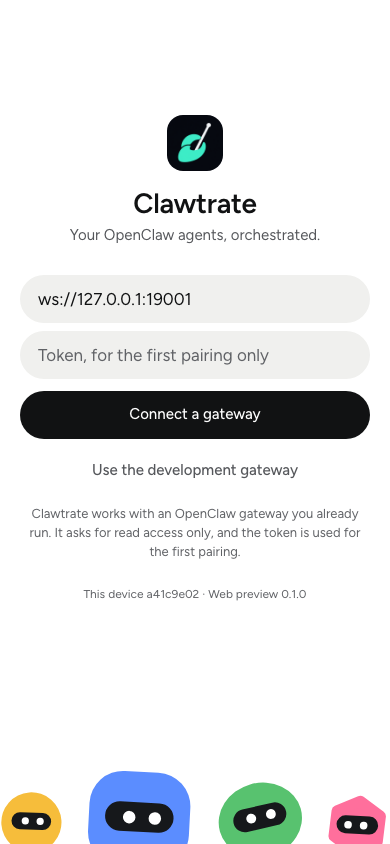 Clawtrate
Your OpenClaw agents, orchestrated.
ws://127.0.0.1:19001
Token, for the first pairing only
Connect a gateway
Use the development gateway
Clawtrate works with an OpenClaw gateway you already
run. It asks for read access only, and the token is used for
the first pairing.
This device a41c9e02 · Web preview 0.1.0